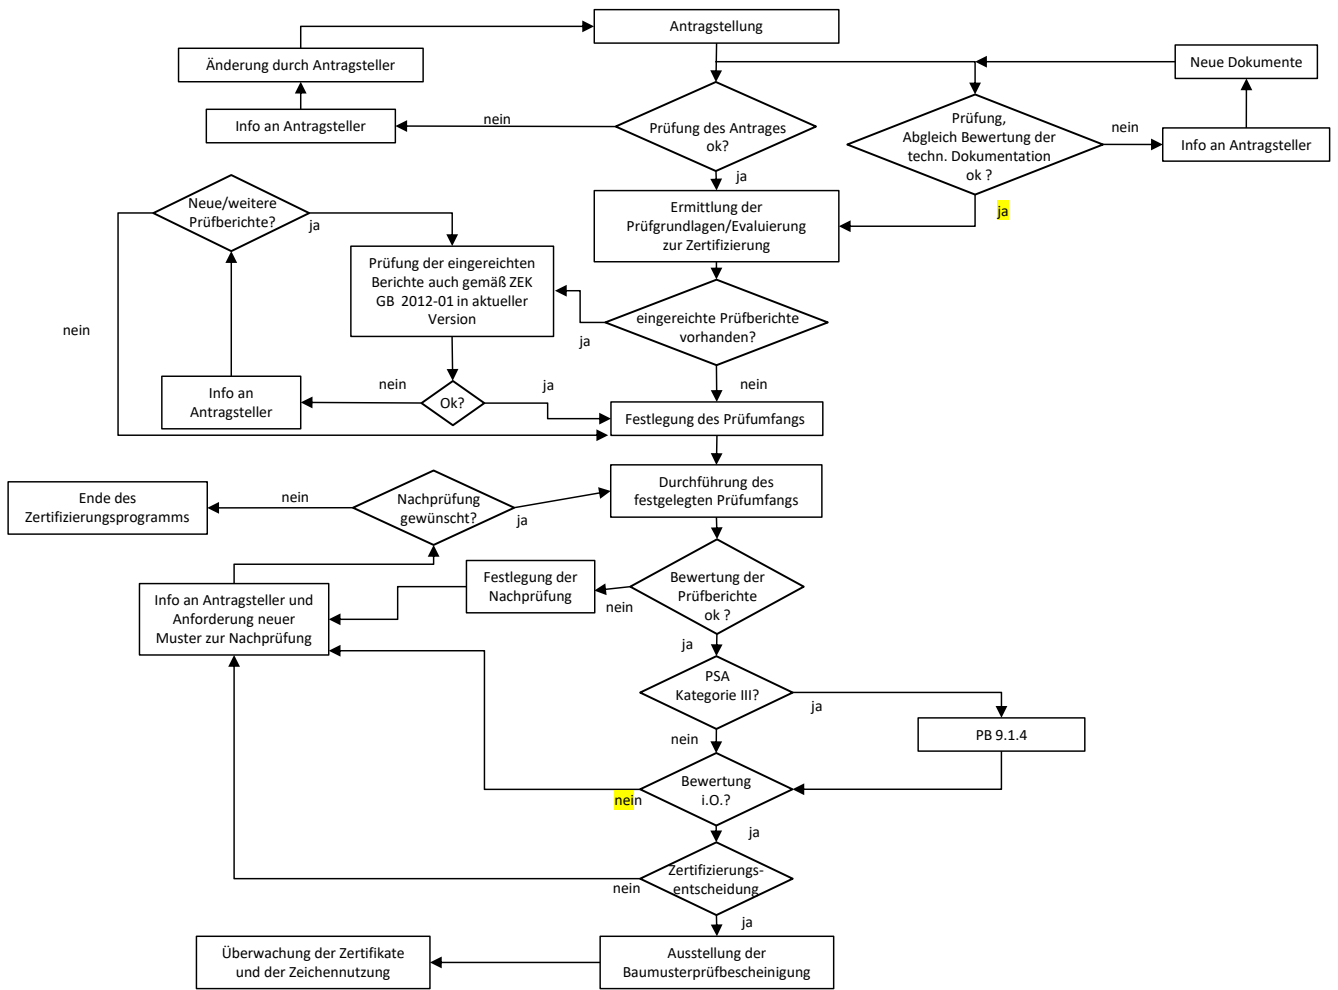 Antragstellung
Änderung durch Antragsteller
Neue Dokumente
Info an Antragsteller
nein
Prüfung des Antrages
ok?
Prüfung,
Abgleich Bewertung der
techn. Dokumentation
ok ?
nein
Info an Antragsteller
ja
ja
Neue/weitere
Prüfberichte?
ja
Ermittlung der
Prüfgrundlagen/Evaluierung
zur Zertifizierung
Prüfung der eingereichten
Berichte auch gemäß ZEK
GB 2012-01 in aktueller
Version
eingereichte Prüfberichte
vorhanden?
ja
nein
nein
Info an
Antragsteller
nein
Ok?
ja
Festlegung des Prüfumfangs
Durchführung des
festgelegten Prüfumfangs
Ende des
Zertifizierungsprogramms
nein
Nachprüfung
gewünscht?
ja
Festlegung der
Nachprüfung
nein
Bewertung der
Prüfberichte
ok ?
Info an Antragsteller und
Anforderung neuer
Muster zur Nachprüfung
ja
PSA
Kategorie III?
ja
nein
PB 9.1.4
Bewertung
i.O.?
nein
ja
Zertifizierungs-
entscheidung
nein
ja
Überwachung der Zertifikate
und der Zeichennutzung
Ausstellung der
Baumusterprüfbescheinigung